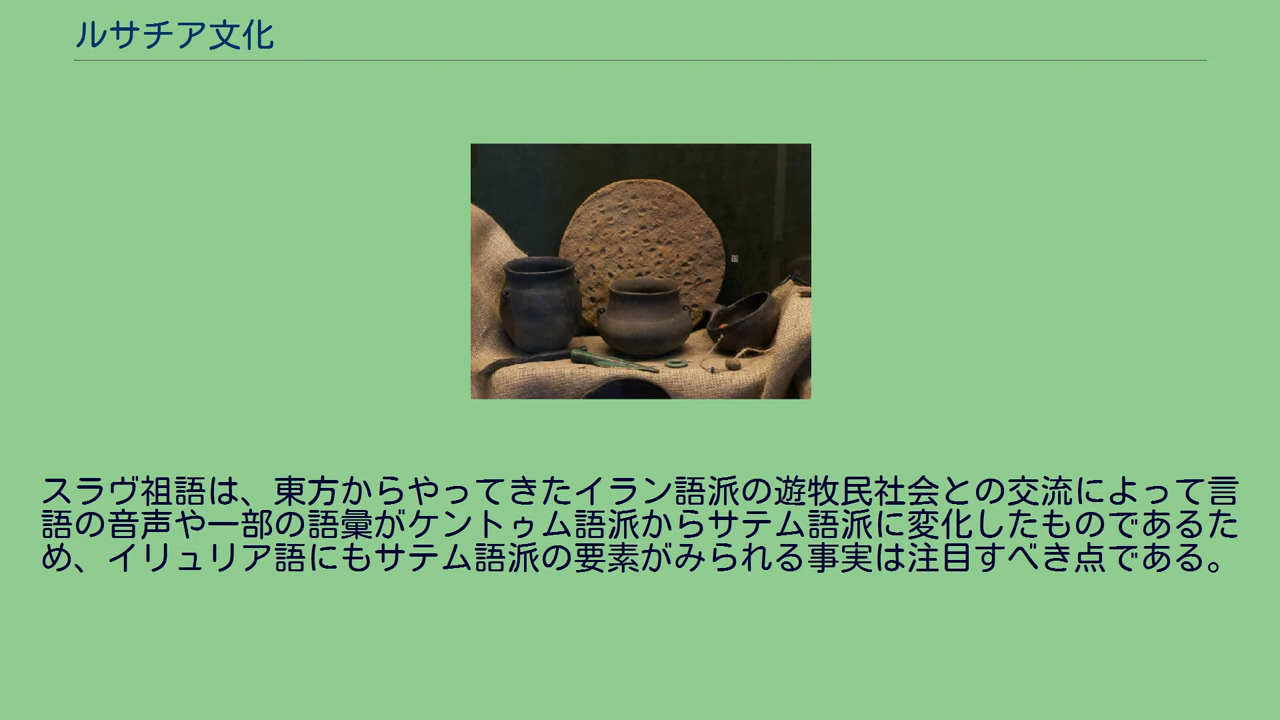 ルサチア文化
スラヴ祖語は、東方からやってきたイラン語派の遊牧民社会との交流によって言
語の音声や一部の語彙がケントゥム語派からサテム語派に変化したものであるた
め、イリュリア語にもサテム語派の要素がみられる事実は注目すべき点である。